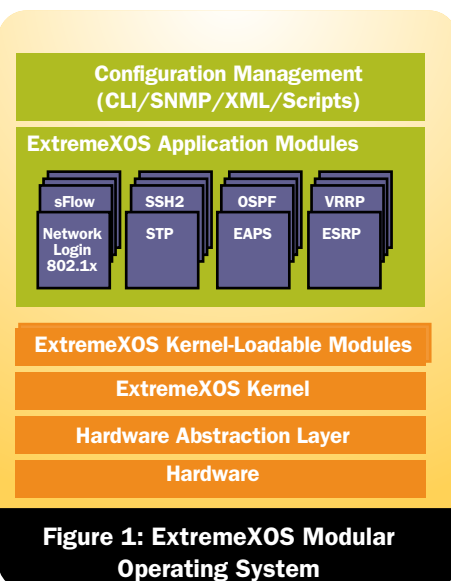 Configuration Management
(CLI/SNMP/XML/Scripts)
ExtremeXOS Application Modules
sFlow
SSH2
OSPF
VRRP
Network
Login
802.1x
STP
EAPS
ESRP
ExtremeXOS Kernel-Loadable Modules
ExtremeXOS Kernel
Hardware Abstraction Layer
Hardware
Figure 1: ExtremeXOS Modular
Operating System